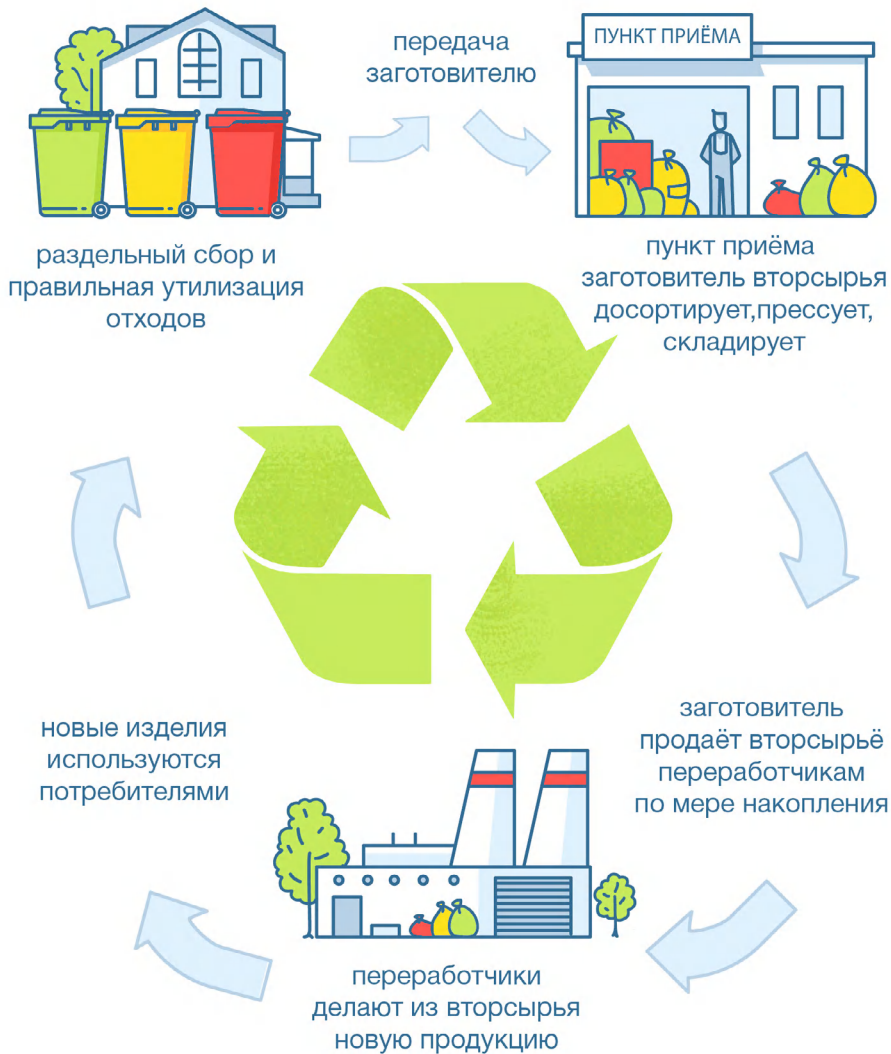 передача
заготовителю
ПУНКТ ПРИЁМА
раздельный сбор и
правильная утилизация
отходов
пункт приёма
заготовитель вторсырья
досортирует,прессует,
складирует
заготовитель
продаёт вторсырьё
переработчикам
по мере накопления
переработчики
делают из вторсырья
новую продукцию
новые изделия
используются
потребителями